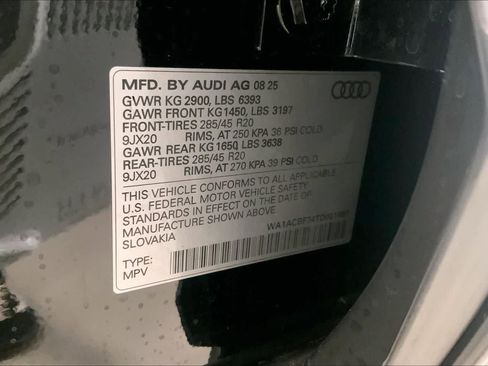 MFD. BY AUDI AG 08 25
GVWR KG 2900, LBS 6393
GAWR FRONT KG1450, LBS 3197
FRONT-TIRES 285/45 R20
9JX20 RIMS, AT 250 KPA 36 PSI COLD
GAWR REAR KG 1650, LBS 3638
REAR-TIRES 285/45 R20
9JX20 RIMS, AT 270 KPA 39 PSI COLD
THIS VEHICLE CONFORMS TO ALL APPLICABLE
U.S. FEDERAL MOTOR VEHICLE SAFETY
STANDARDS IN EFFECT ON THE DATE OF
MANUFACTURE SHOWN ABOVE
SLOVAKIA
TYPE:
MPV